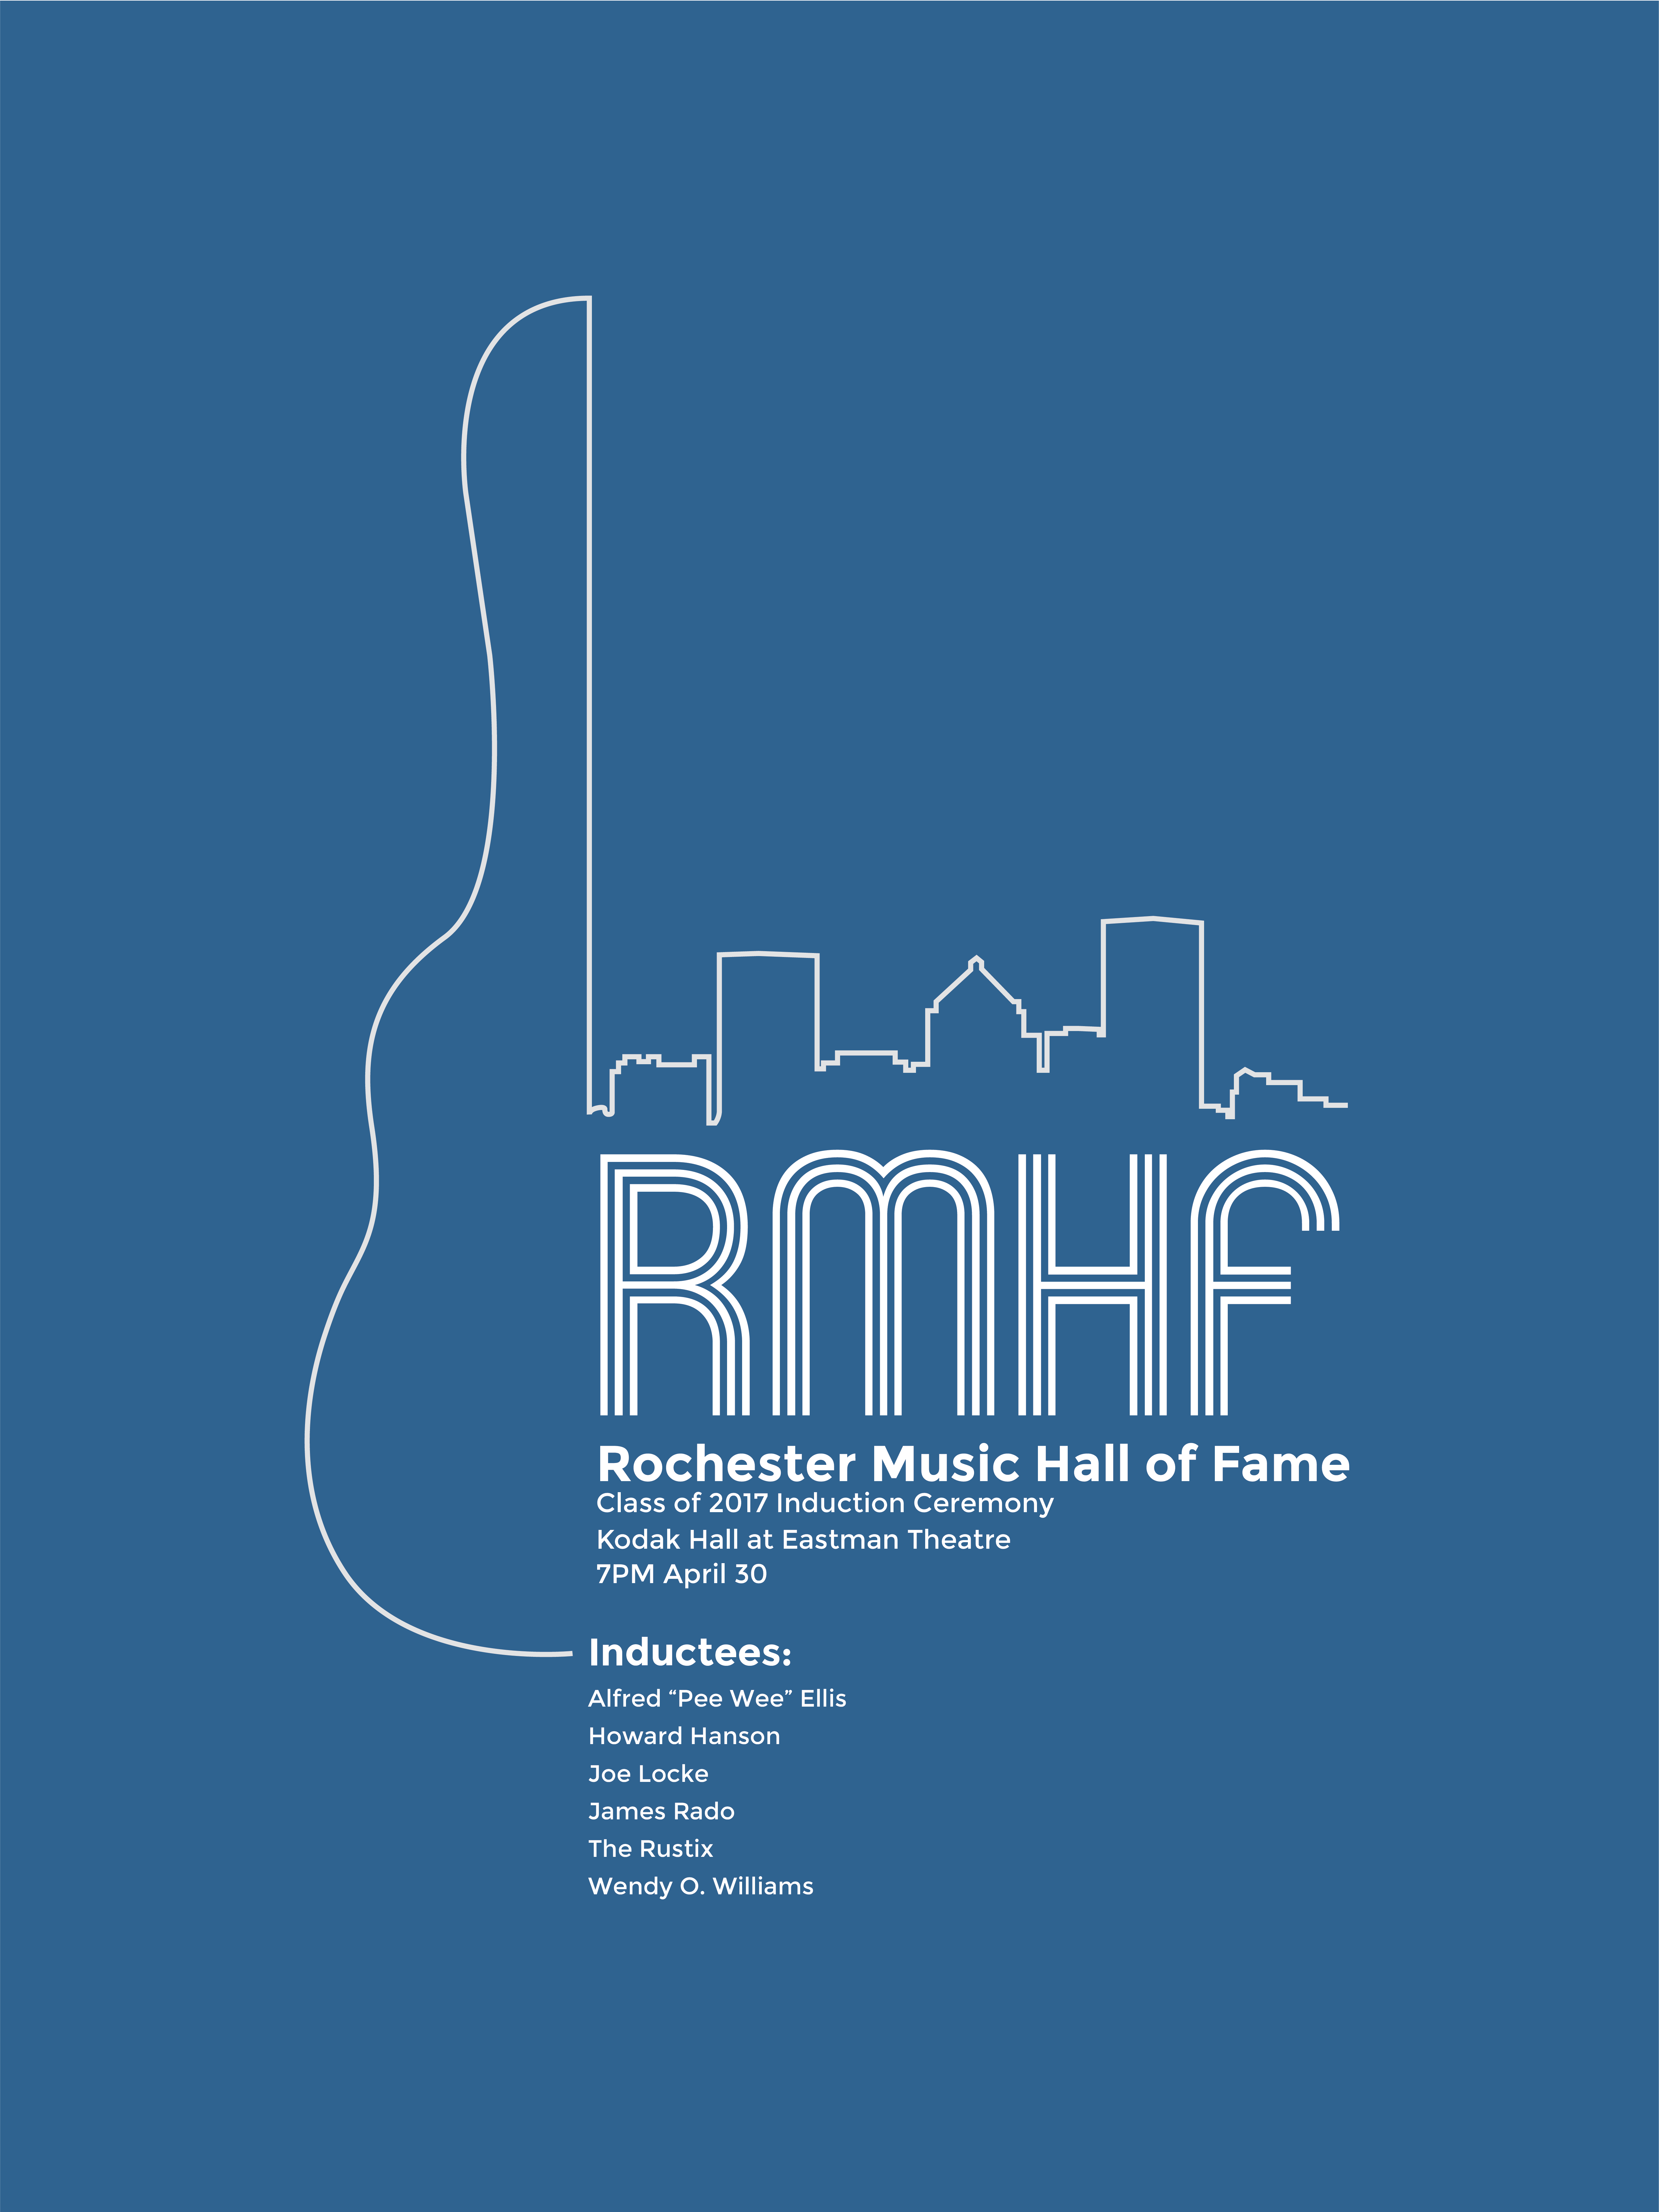 RMHF
Rochester Music Hall of Fame
Class of 2017 Induction Ceremony
Kodak Hall at Eastman Theatre
7PM April 30
Inductees:
Alfred “Pee Wee” Ellis
Howard Hanson
Joe Locke
James Rado
The Rustix
Wendy O. Williams